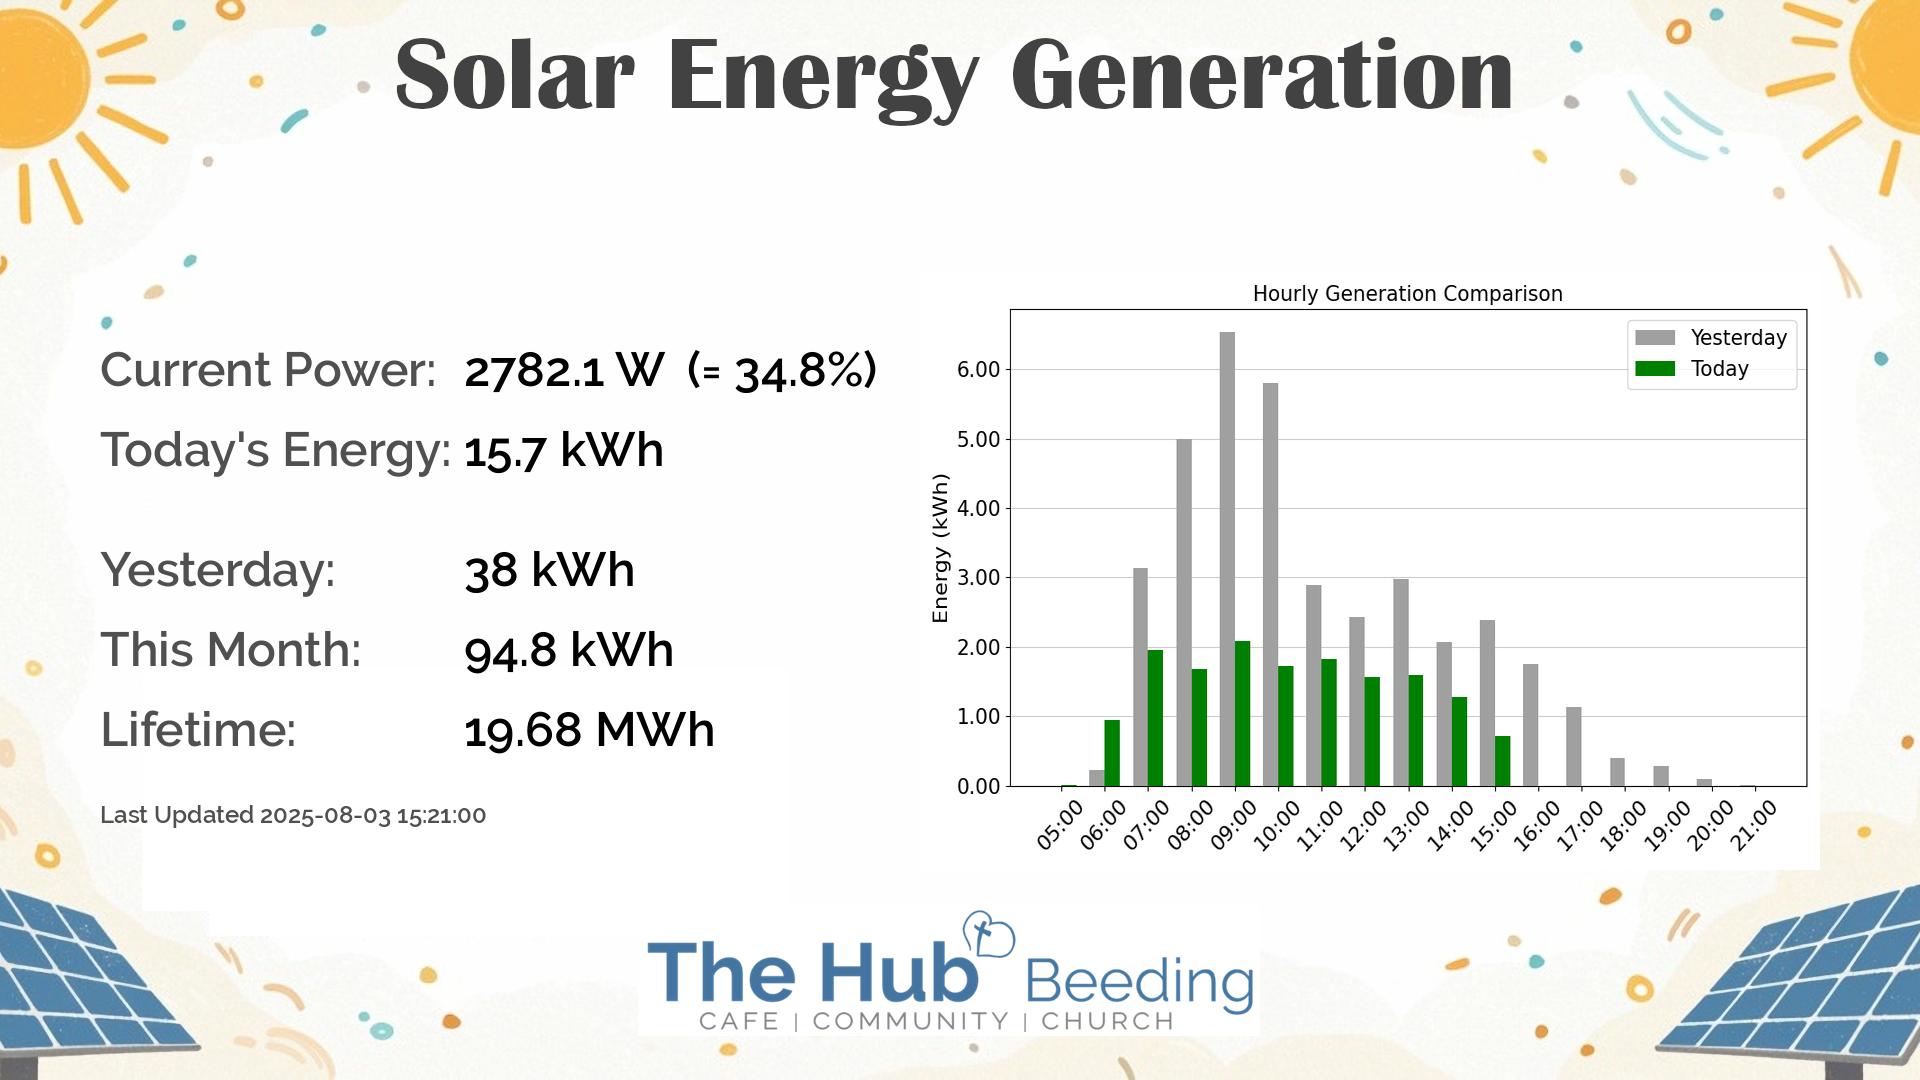 Solar Energy Generation
Current Power: 2782.1 W (= 34.8%)
Today's Energy: 15.7 kWh
Yesterday: 38 kWh
This Month: 94.8 kWh
Lifetime: 19.68 MWh
Last Updated 2025-08-03 15:21:00
Hourly Generation Comparison
Yesterday
Today
Energy (kWh)
6.00
5.00
4.00
3.00
2.00
1.00
0.00
05:00 06:00 07:00 08:00 09:00 10:00 11:00 12:00 13:00 14:00 15:00 16:00 17:00 18:00 19:00 20:00 21:00
The Hub Beeding
CAFE | COMMUNITY | CHURCH